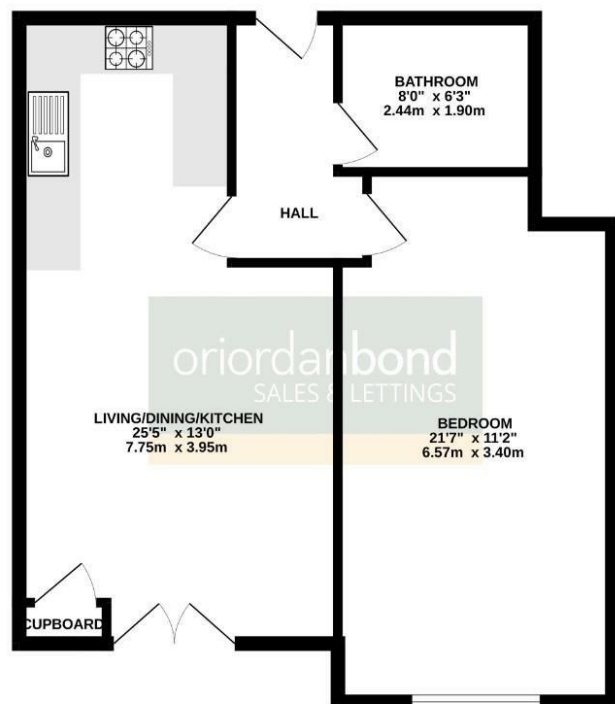 BATHROOM
8'0" x 6'3"
2.44m x 1.90m
HALL
oriordanbond
SALES & LETTINGS
LIVING/DINING/KITCHEN
25'5" x 13'0"
7.75m x 3.95m
BEDROOM
21'7" x 11'2"
6.57m x 3.40m
CUPBOARD